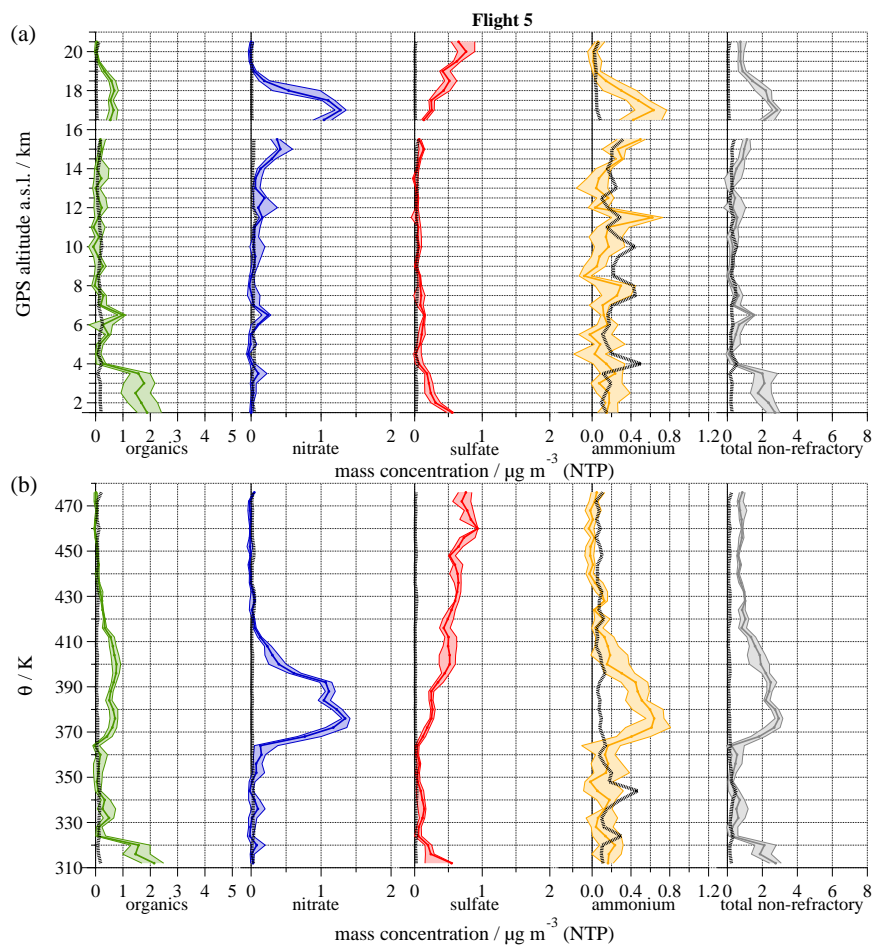 Flight 5
(a)
GPS altitude a.s.l. / km
20
18
16
14
12
10
8
6
4
2
0 1 2 3 4 5
0 1 2
0 1 2
0.0 0.4 0.8 1.2
0 2 4 6 8
organics nitrate sulfate ammonium total non-refractory
mass concentration / µg m⁻³ (NTP)
(b)
θ / K
470
450
430
410
390
370
350
330
310
0 1 2 3 4 5
0 1 2
0 1 2
0.0 0.4 0.8 1.2
0 2 4 6 8
organics nitrate sulfate ammonium total non-refractory
mass concentration / µg m⁻³ (NTP)